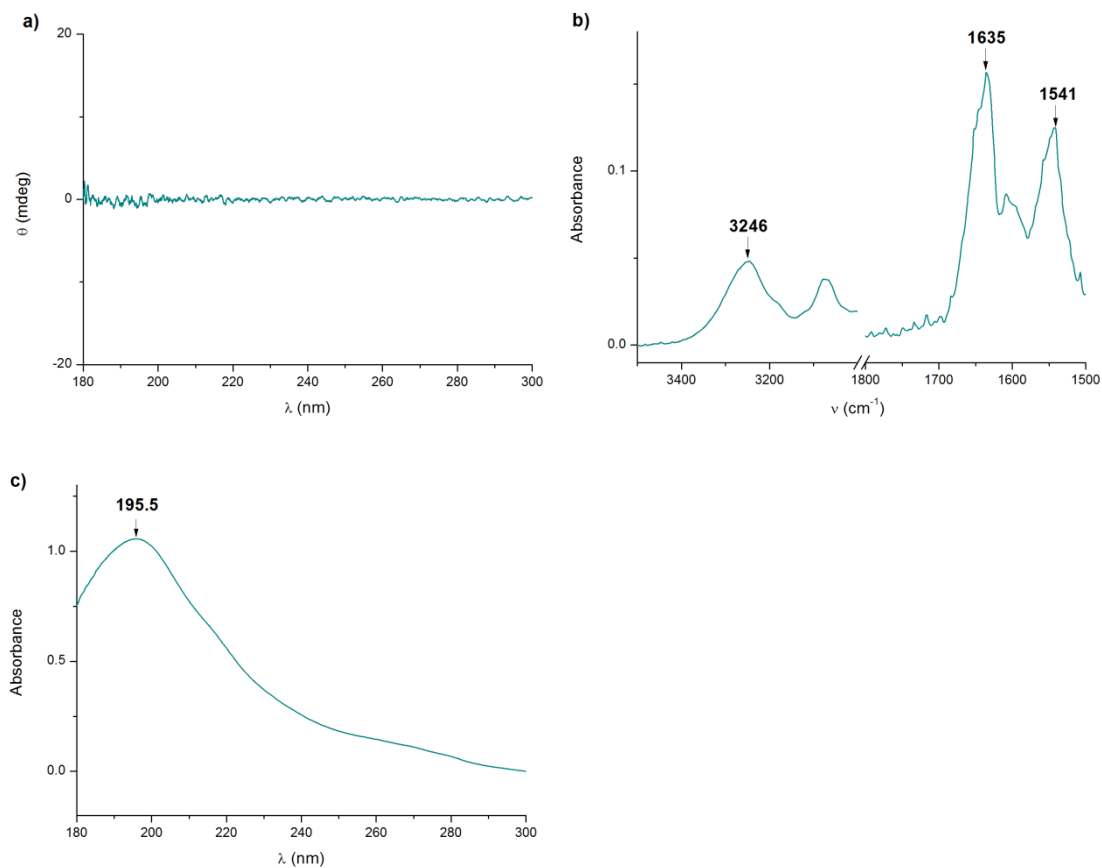 a)
20
0
-20
θ (mdeg)
180 200 220 240 260 280 300
λ (nm)
b)
1635
1541
3246
0.1
0.0
Absorbance
3400 3200 1800 1700 1600 1500
ν (cm⁻¹)
c)
195.5
1.0
0.5
0.0
Absorbance
180 200 220 240 260 280 300
λ (nm)